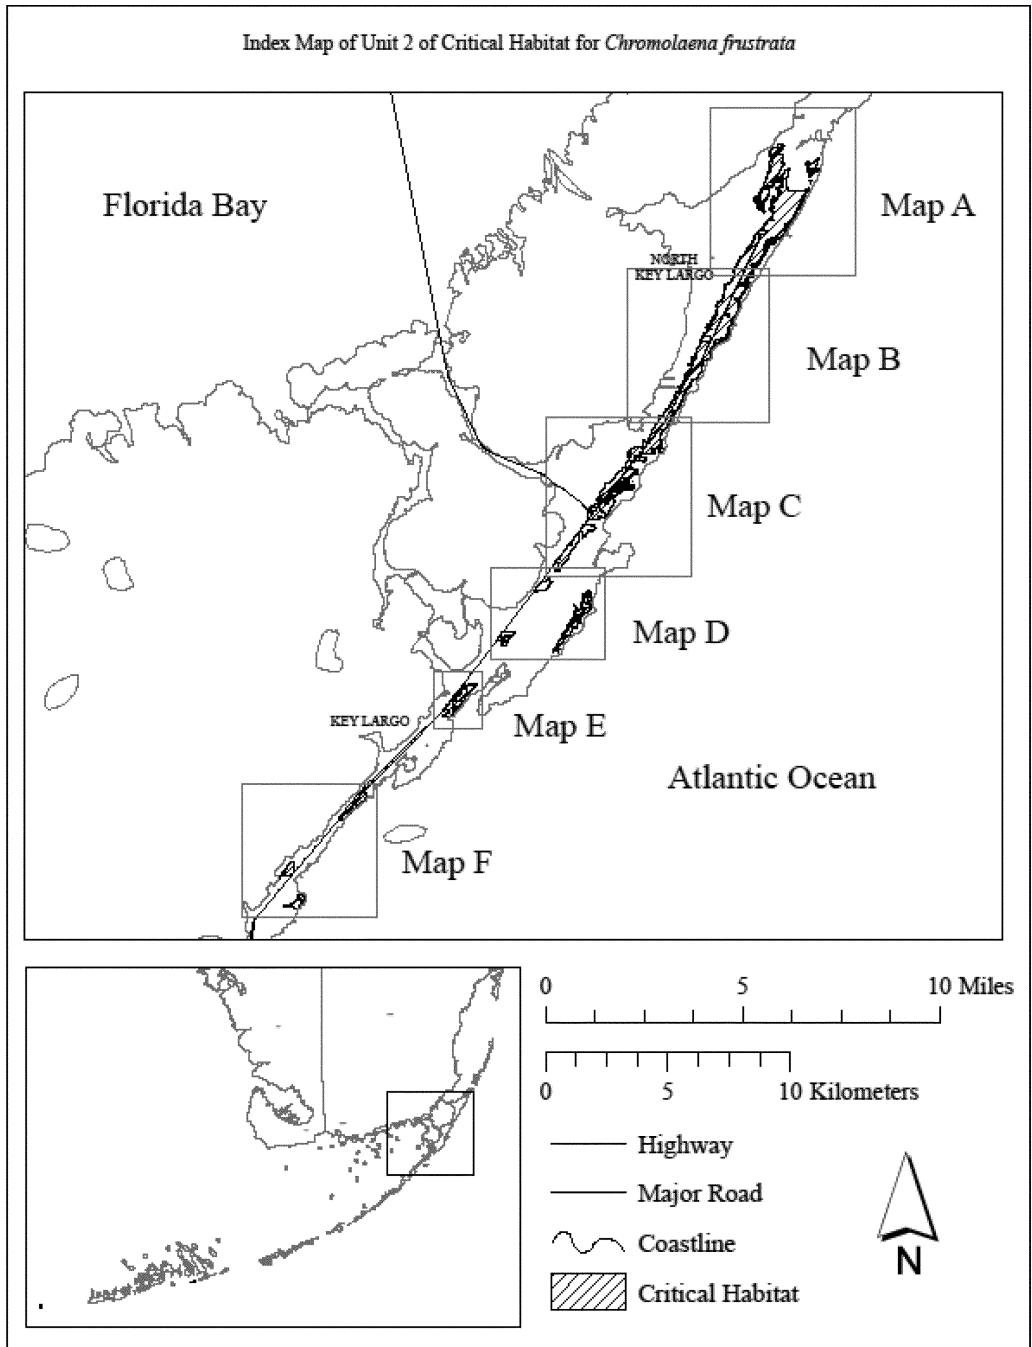 Index Map of Unit 2 of Critical Habitat for Chromolaena frustrata
Florida Bay
Map A
NORTH
KEY LARGO
Map B
Map C
Map D
Map E
KEY LARGO
Atlantic Ocean
Map F
0 5 10 Miles
0 5 10 Kilometers
Highway
Major Road
Coastline
Critical Habitat
N